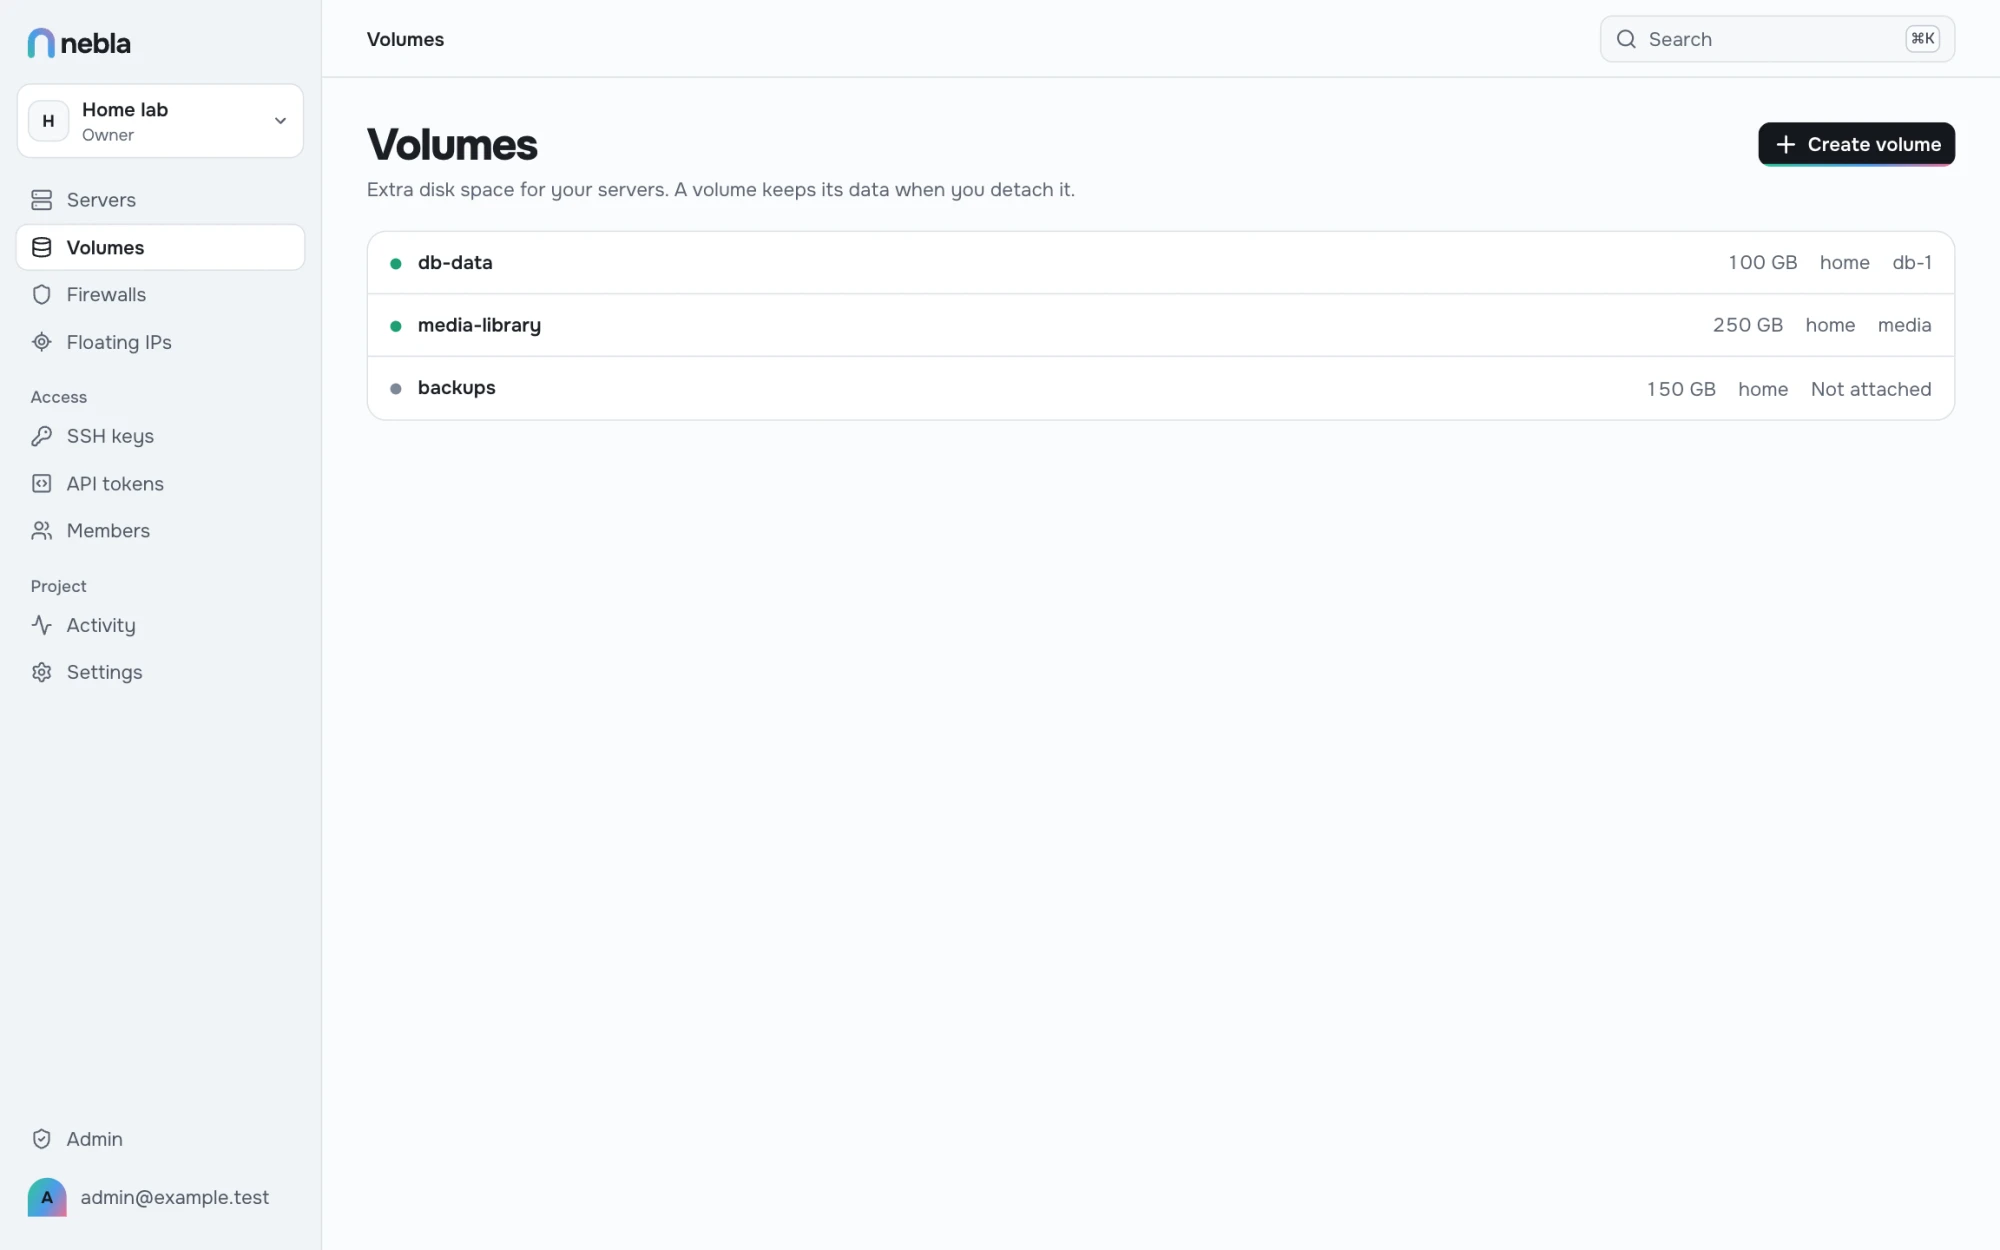 nebla
H
Home lab
Owner
Servers
Volumes
Firewalls
Floating IPs
Access
SSH keys
API tokens
Members
Project
Activity
Settings
Admin
A
admin@example.test
Volumes
Search
⌘K
Volumes
Create volume
Extra disk space for your servers. A volume keeps its data when you detach it.
db-data 100 GB home db-1
media-library 250 GB home media
backups 150 GB home Not attached